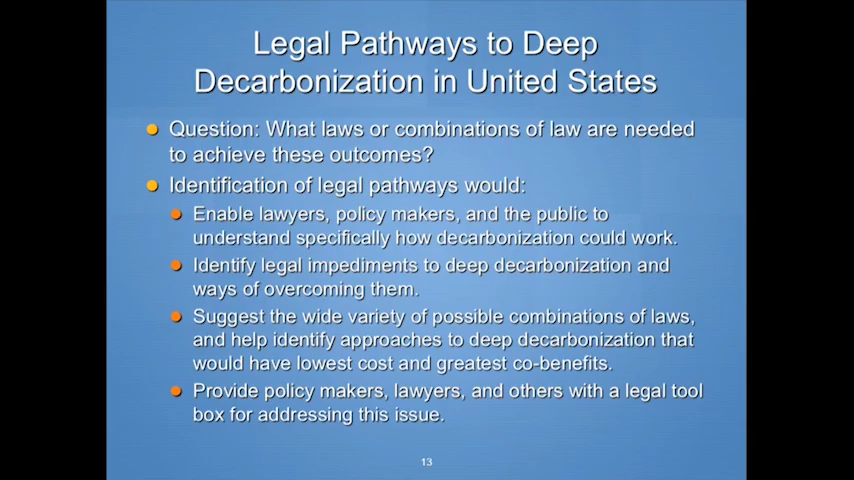 Legal Pathways to Deep
Decarbonization in United States
Question: What laws or combinations of law are needed
to achieve these outcomes?
Identification of legal pathways would:
Enable lawyers, policy makers, and the public to
understand specifically how decarbonization could work.
Identify legal impediments to deep decarbonization and
ways of overcoming them.
Suggest the wide variety of possible combinations of laws,
and help identify approaches to deep decarbonization that
would have lowest cost and greatest co-benefits.
Provide policy makers, lawyers, and others with a legal tool
box for addressing this issue.
13